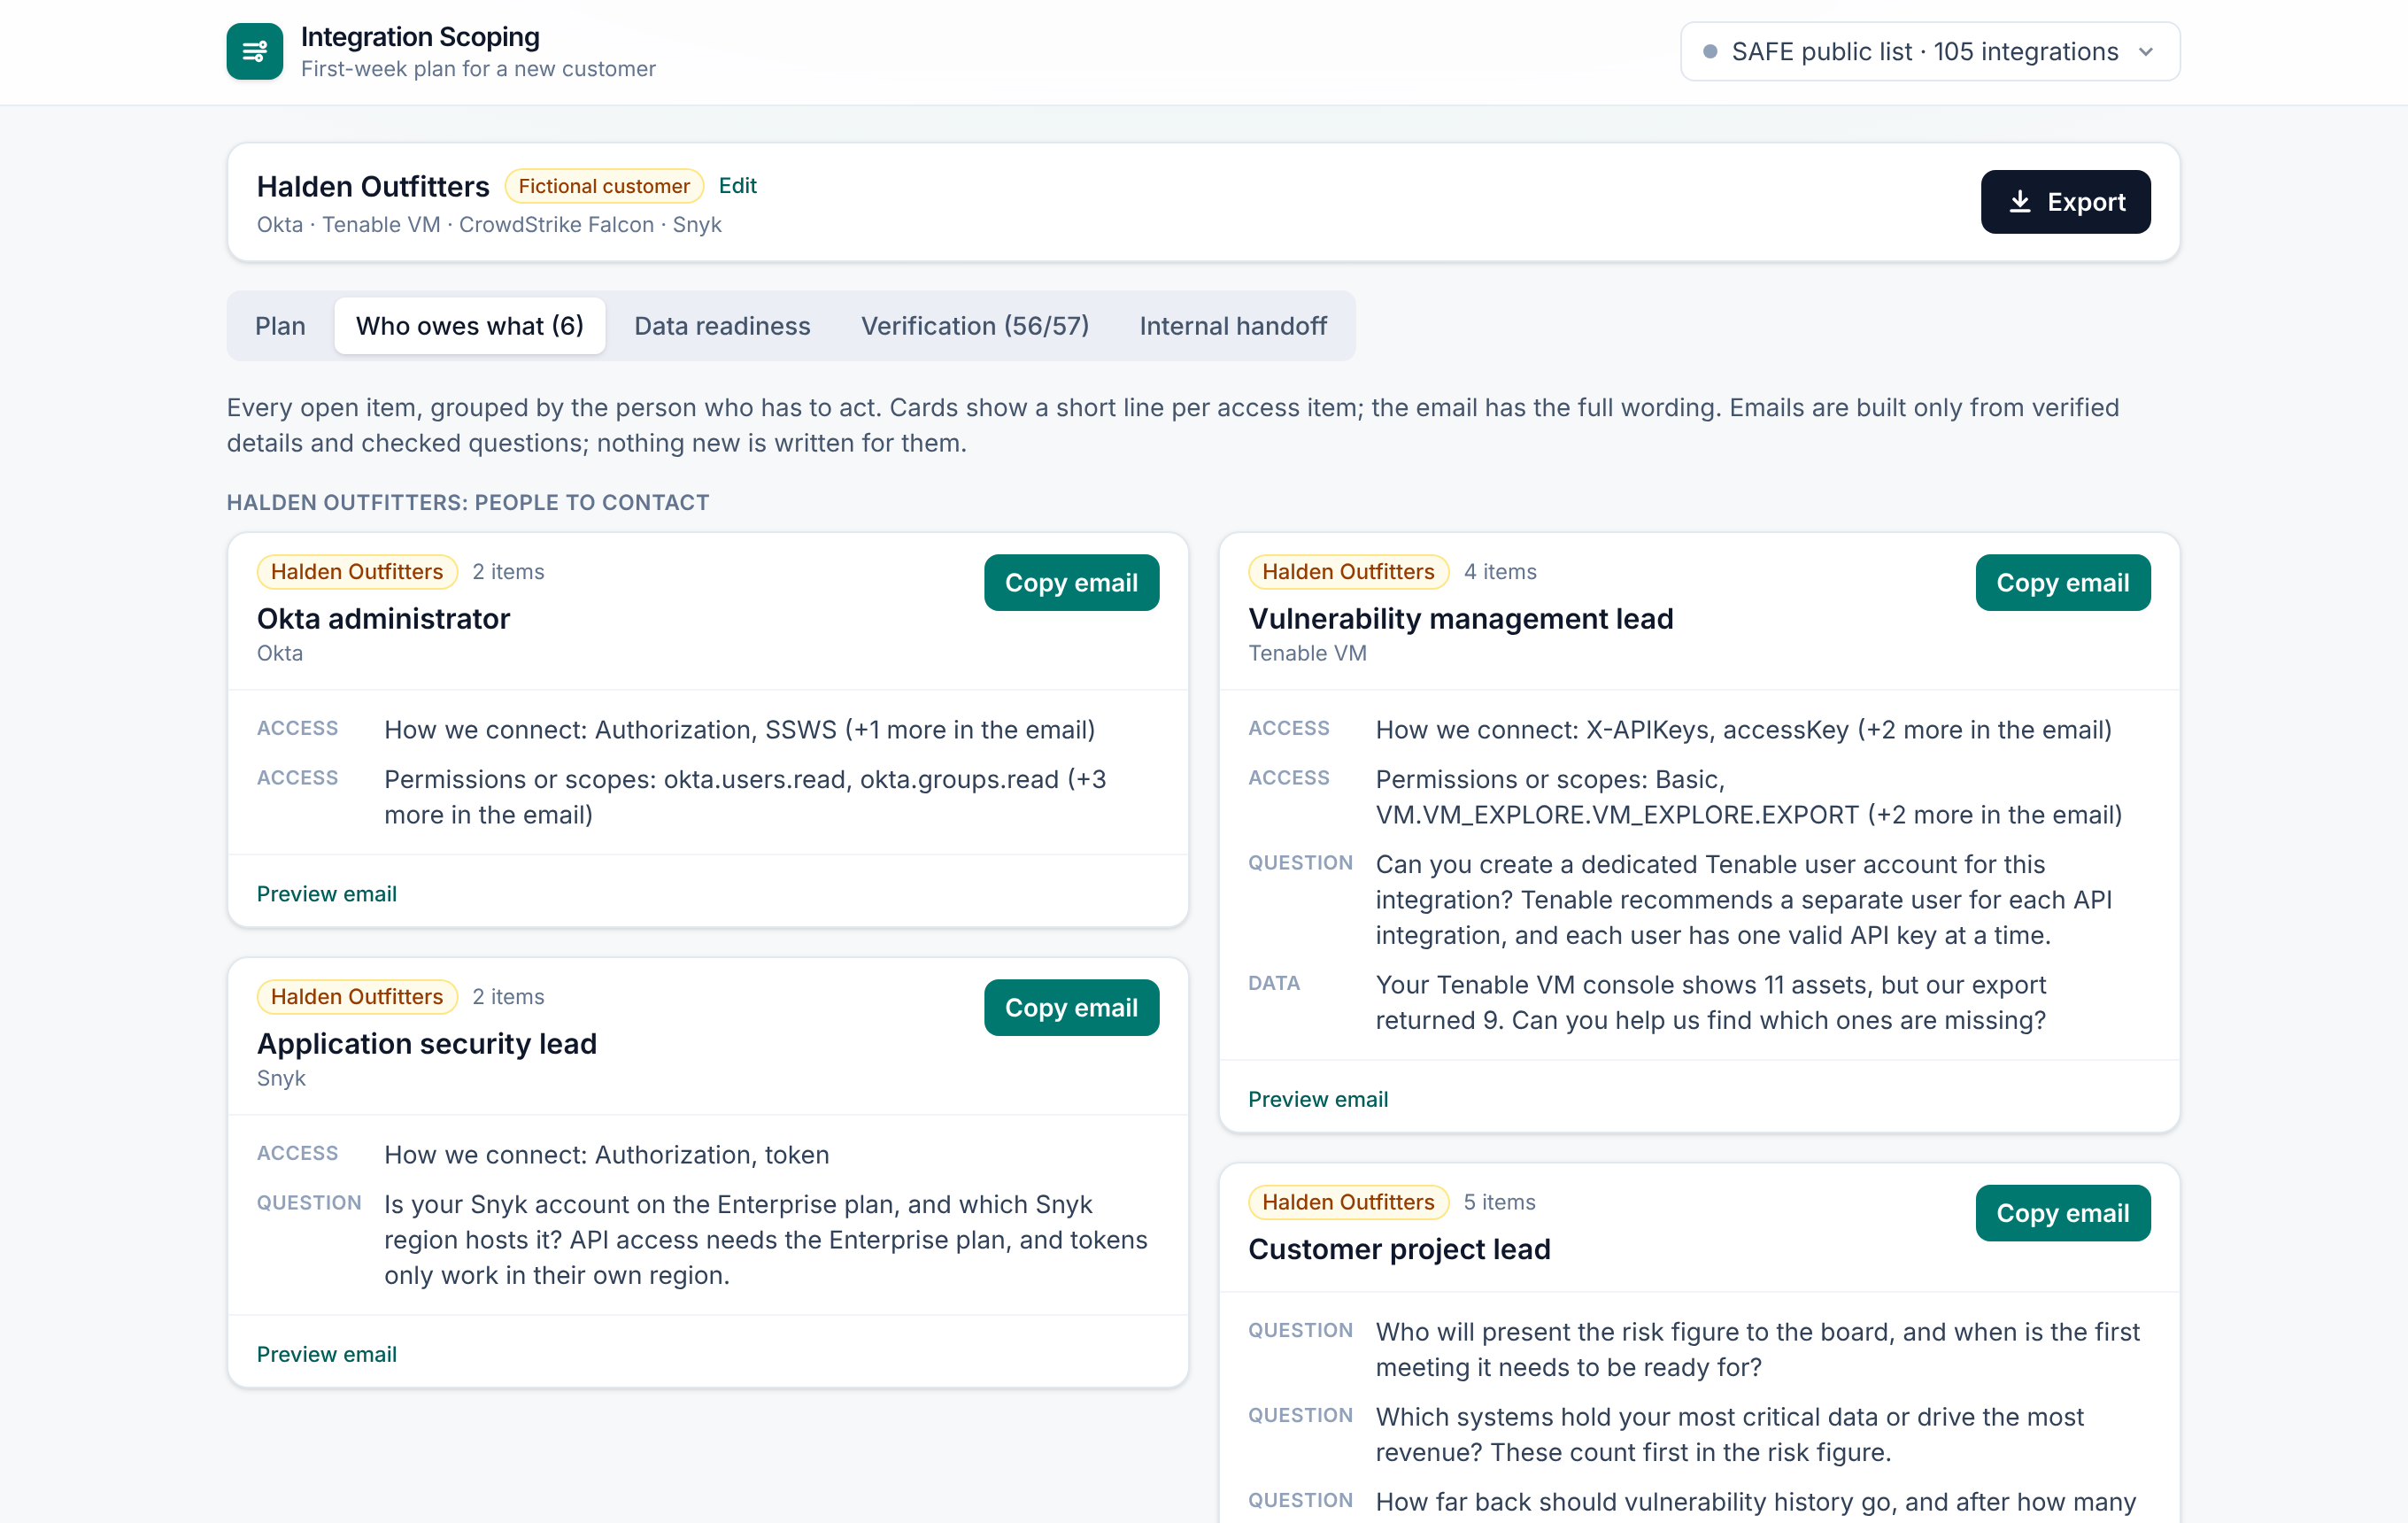 Integration Scoping
First-week plan for a new customer
SAFE public list · 105 integrations
Halden Outfitters Fictional customer Edit
Okta · Tenable VM · CrowdStrike Falcon · Snyk
Export
Plan Who owes what (6) Data readiness Verification (56/57) Internal handoff
Every open item, grouped by the person who has to act. Cards show a short line per access item; the email has the full wording. Emails are built only from verified
details and checked questions; nothing new is written for them.
HALDEN OUTFITTERS: PEOPLE TO CONTACT
Halden Outfitters 2 items
Copy email
Okta administrator
Okta
ACCESS How we connect: Authorization, SSWS (+1 more in the email)
ACCESS Permissions or scopes: okta.users.read, okta.groups.read (+3
more in the email)
Preview email
Halden Outfitters 2 items
Copy email
Application security lead
Snyk
ACCESS How we connect: Authorization, token
QUESTION Is your Snyk account on the Enterprise plan, and which Snyk
region hosts it? API access needs the Enterprise plan, and tokens
only work in their own region.
Preview email
Halden Outfitters 4 items
Copy email
Vulnerability management lead
Tenable VM
ACCESS How we connect: X-APIKeys, accessKey (+2 more in the email)
ACCESS Permissions or scopes: Basic,
VM.VM_EXPLORE.VM_EXPLORE.EXPORT (+2 more in the email)
QUESTION Can you create a dedicated Tenable user account for this
integration? Tenable recommends a separate user for each API
integration, and each user has one valid API key at a time.
DATA Your Tenable VM console shows 11 assets, but our export
returned 9. Can you help us find which ones are missing?
Preview email
Halden Outfitters 5 items
Copy email
Customer project lead
QUESTION Who will present the risk figure to the board, and when is the first
meeting it needs to be ready for?
QUESTION Which systems hold your most critical data or drive the most
revenue? These count first in the risk figure.
QUESTION How far back should vulnerability history go, and after how many